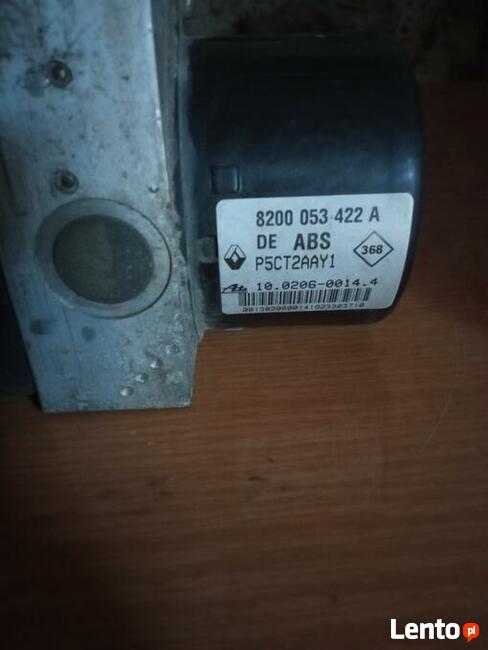 8200 053 422 A
DE ABS
368
P5CT2AAY1
10.0206-0014.4
Lento pl